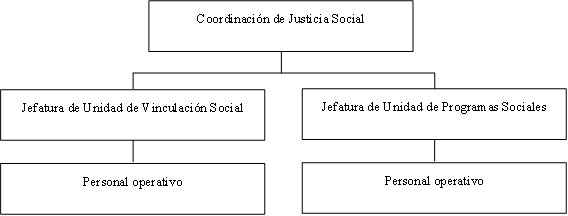 Coordinación de Justicia Social
Jefatura de Unidad de Vinculación Social
Jefatura de Unidad de Programas Sociales
Personal operativo
Personal operativo